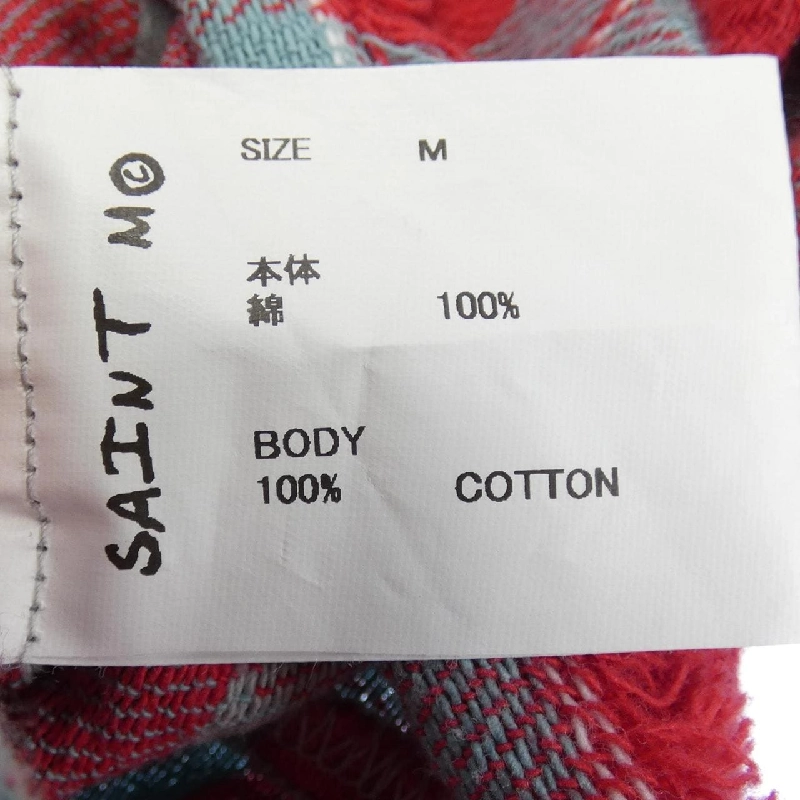 SAINT M©
SIZE M
本体
綿 100%
BODY
100% COTTON